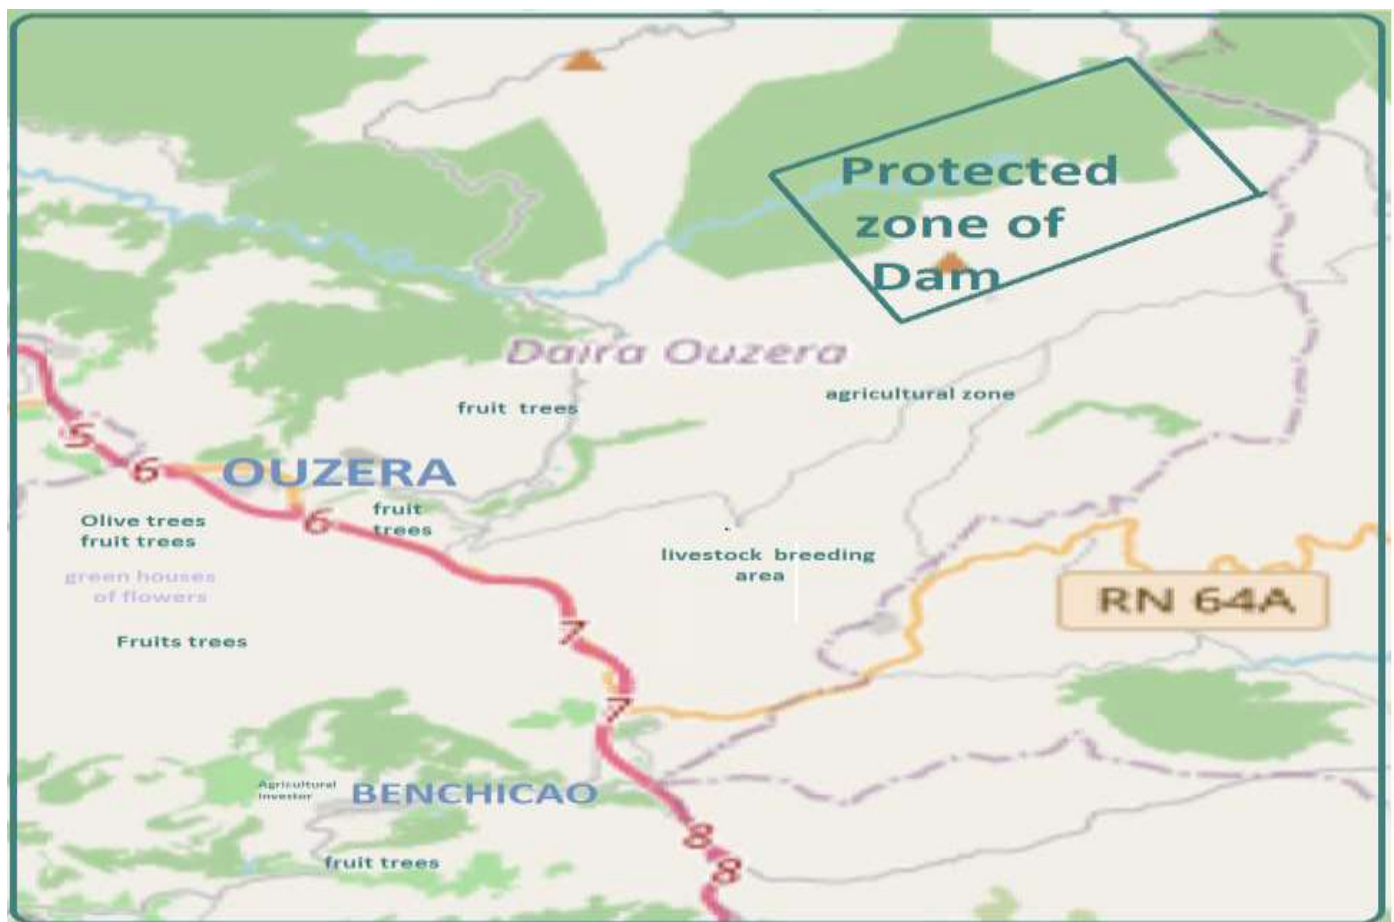 Protected
zone of
Dam
Daira Ouzera
fruit trees
agricultural zone
5
6
OUZERA
6
fruit
trees
Olive trees
fruit trees
livestock breeding
area
green houses
of flowers
RN 64A
Fruits trees
7
7
Agricultural
investor
BENCHICAO
8
8
fruit trees